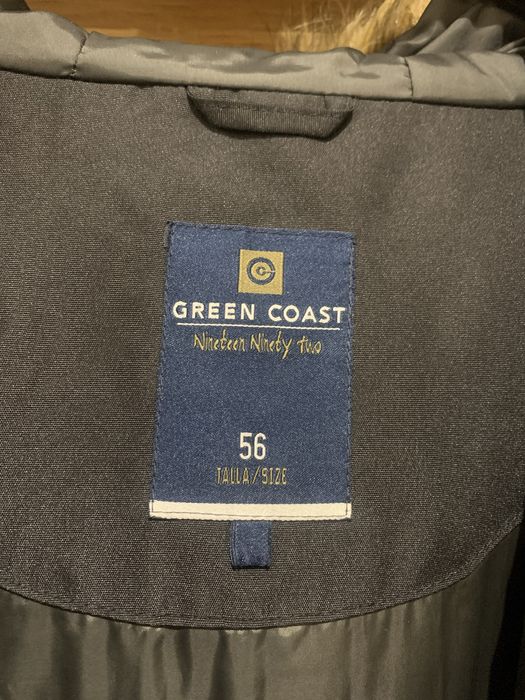 GREEN COAST
Nineteen Ninety two
56
TALLA/SIZE